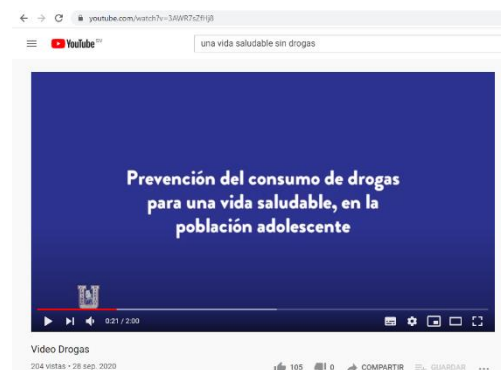 youtube.com/watch?v=3AWR7sZfHj8
YouTube
una vida saludable sin drogas
Prevención del consumo de drogas
para una vida saludable, en la
población adolescente
0:21 / 2:00
Video Drogas
204 vistas • 28 sep. 2020
105
0
COMPARTIR
GUARDAR